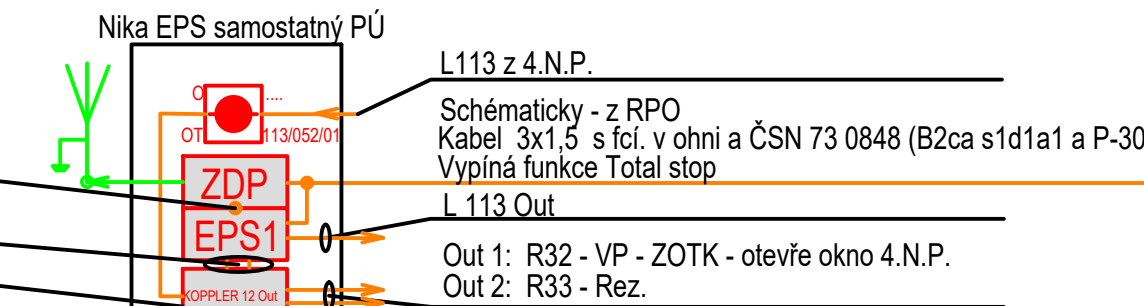 Nika EPS samostatný PÚ
L113 z 4.N.P.
O ....
OT 113/052/01
Schématicky - z RPO
Kabel 3x1,5 s fcí. v ohni a ČSN 73 0848 (B2ca s1d1a1 a P-30
Vypíná funkce Total stop
ZDP
L 113 Out
EPS1
Out 1: R32 - VP - ZOTK - otevře okno 4.N.P.
Out 2: R33 - Rez.
KOPPLER 12 Out